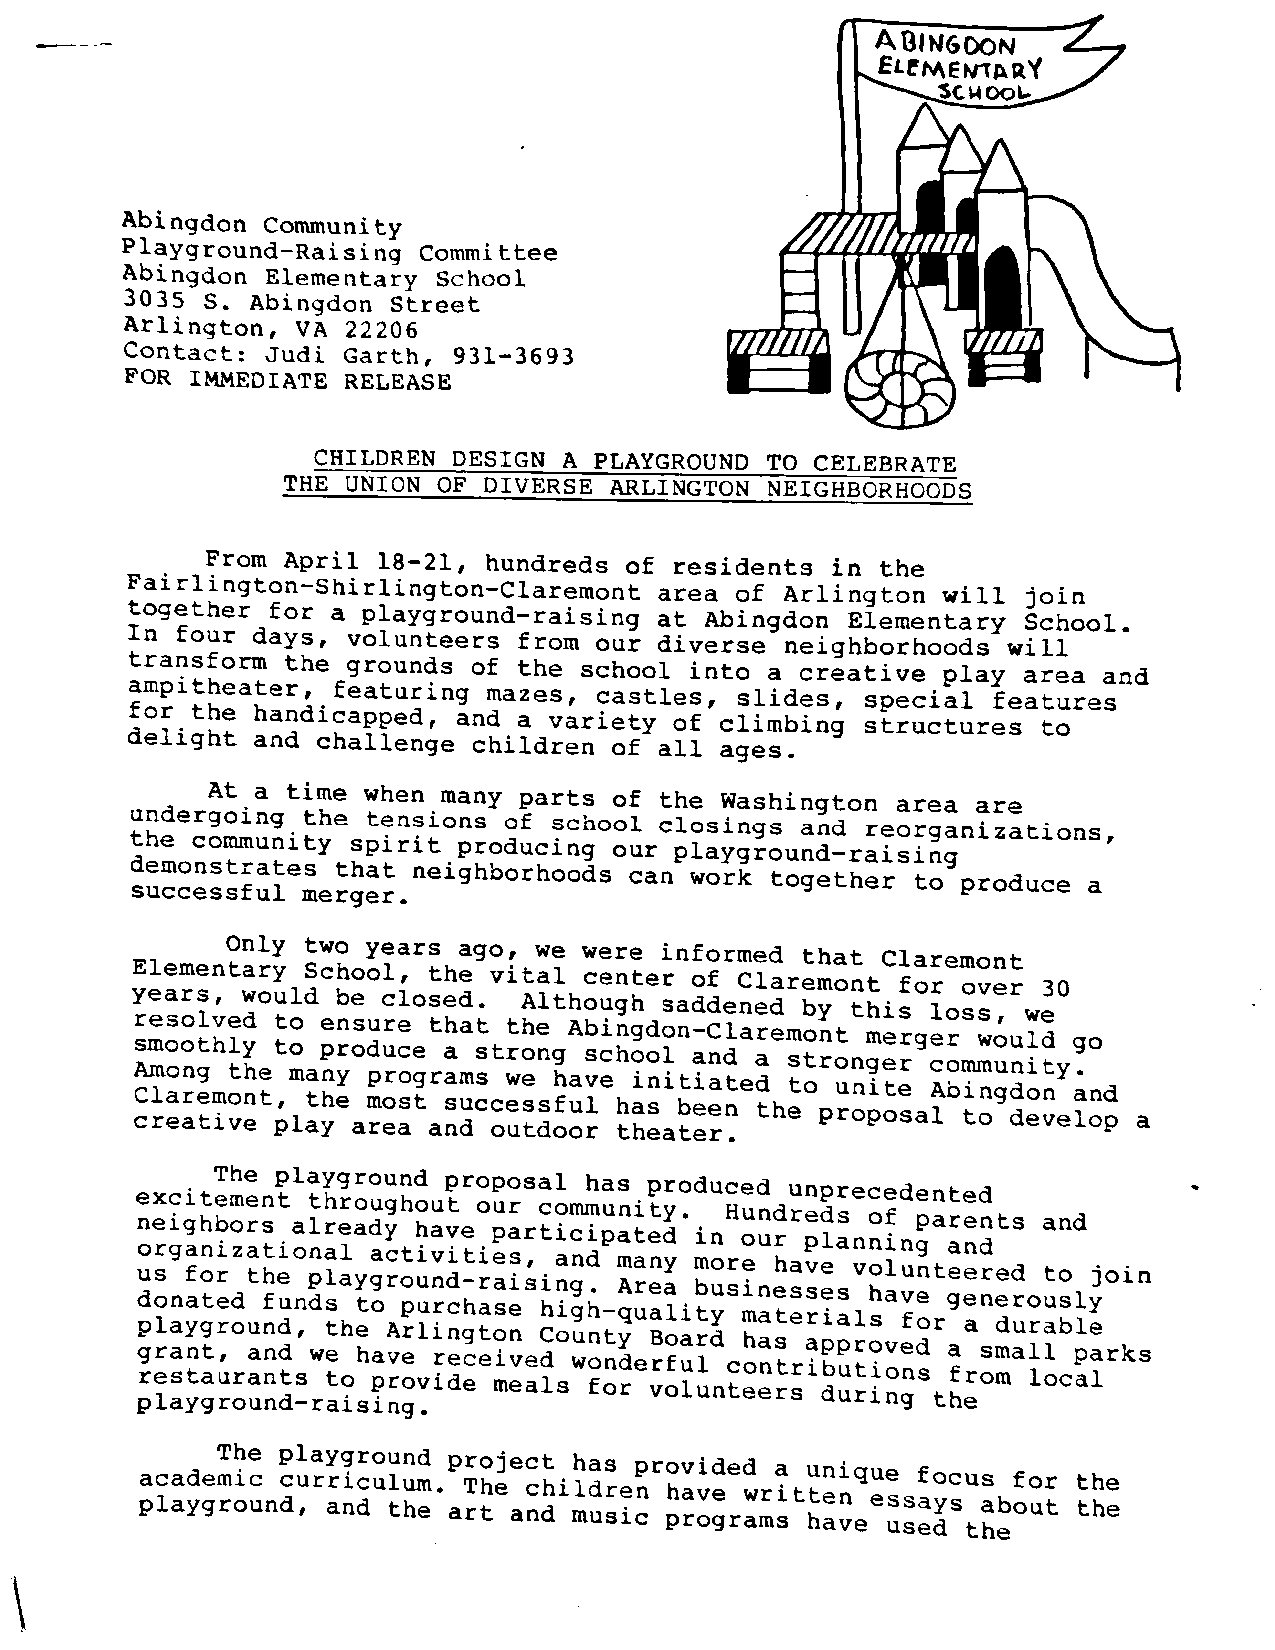 ABINGDON
ELEMENTARY
SCHOOL
Abingdon Community
Playground-Raising Committee
Abingdon Elementary School
3035 S. Abingdon Street
Arlington, VA 22206
Contact: Judi Garth, 931-3693
FOR IMMEDIATE RELEASE
CHILDREN DESIGN A PLAYGROUND TO CELEBRATE
THE UNION OF DIVERSE ARLINGTON NEIGHBORHOODS
From April 18-21, hundreds of residents in the
Fairlington-Shirlington-Claremont area of Arlington will join
together for a playground-raising at Abingdon Elementary School.
In four days, volunteers from our diverse neighborhoods will
transform the grounds of the school into a creative play area and
ampitheater, featuring mazes, castles, slides, special features
for the handicapped, and a variety of climbing structures to
delight and challenge children of all ages.
At a time when many parts of the Washington area are
undergoing the tensions of school closings and reorganizations,
the community spirit producing our playground-raising
demonstrates that neighborhoods can work together to produce a
successful merger.
Only two years ago, we were informed that Claremont
Elementary School, the vital center of Claremont for over 30
years, would be closed. Although saddened by this loss, we
resolved to ensure that the Abingdon-Claremont merger would go
smoothly to produce a strong school and a stronger community.
Among the many programs we have initiated to unite Abingdon and
Claremont, the most successful has been the proposal to develop a
creative play area and outdoor theater.
The playground proposal has produced unprecedented
excitement throughout our community. Hundreds of parents and
neighbors already have participated in our planning and
organizational activities, and many more have volunteered to join
us for the playground-raising. Area businesses have generously
donated funds to purchase high-quality materials for a durable
playground, the Arlington County Board has approved a small parks
grant, and we have received wonderful contributions from local
restaurants to provide meals for volunteers during the
playground-raising.
The playground project has provided a unique focus for the
academic curriculum. The children have written essays about the
playground, and the art and music programs have used the